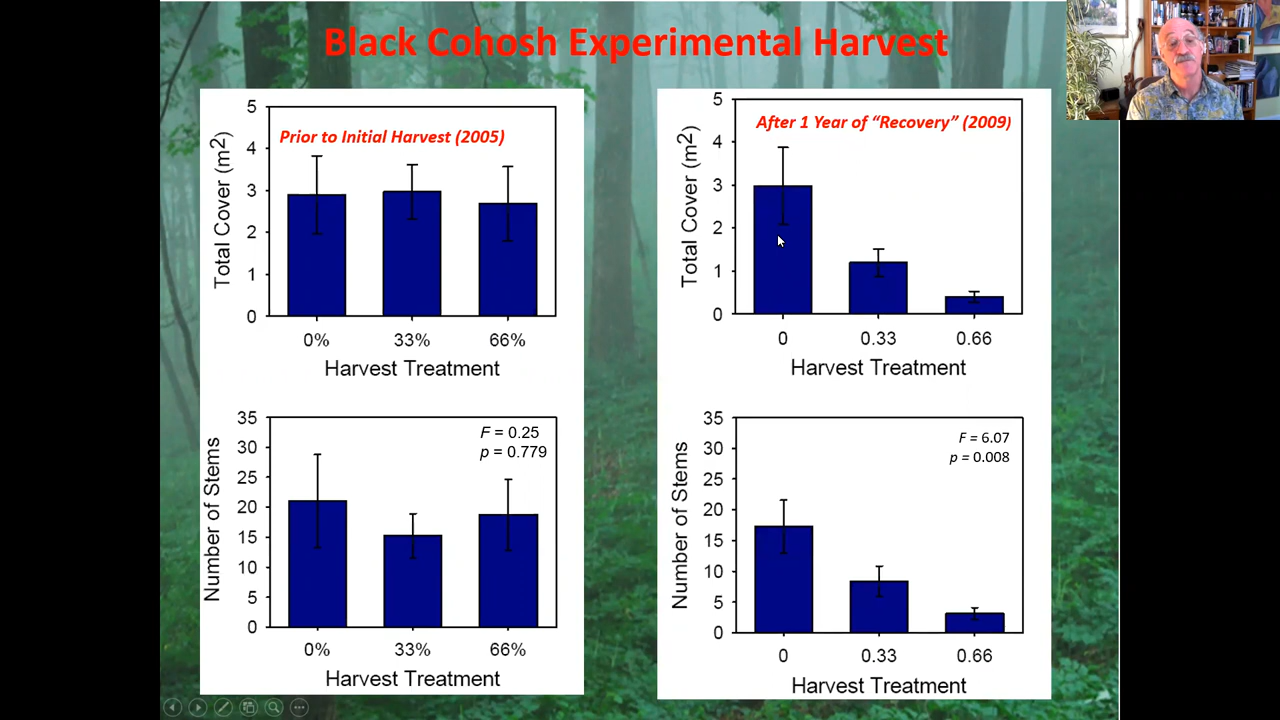 Black Cohosh Experimental Harvest
Prior to Initial Harvest (2005)
Total Cover (m2)
5
4
3
2
1
0
0% 33% 66%
Harvest Treatment
After 1 Year of “Recovery” (2009)
Total Cover (m2)
5
4
3
2
1
0
0 0.33 0.66
Harvest Treatment
F = 0.25
p = 0.779
Number of Stems
35
30
25
20
15
10
5
0
0% 33% 66%
Harvest Treatment
F = 6.07
p = 0.008
Number of Stems
35
30
25
20
15
10
5
0
0 0.33 0.66
Harvest Treatment